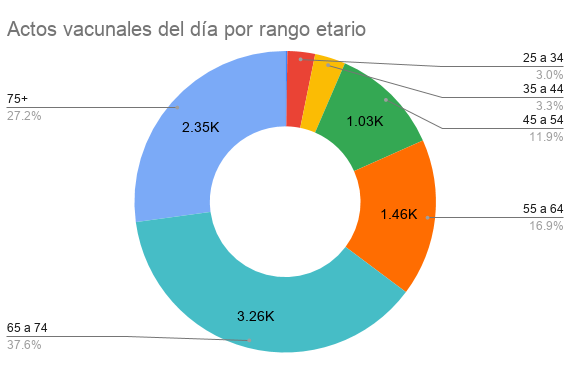 Actos vacunales del día por rango etario
25 a 34
3.0%
35 a 44
3.3%
45 a 54
11.9%
55 a 64
16.9%
65 a 74
37.6%
75+
27.2%
1.03K
1.46K
3.26K
2.35K